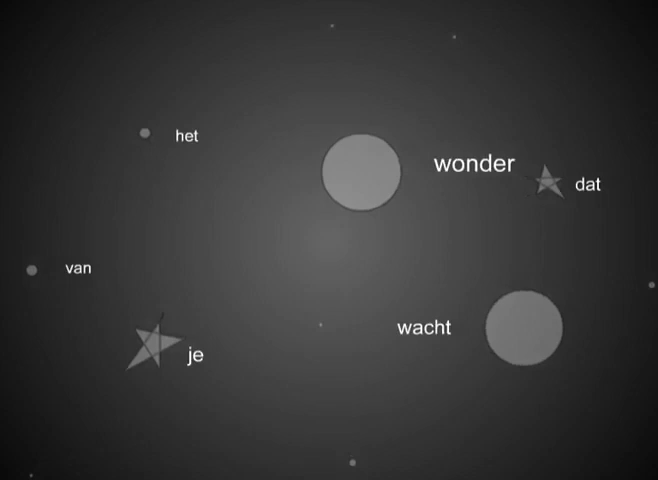 het
wonder
dat
van
wacht
je